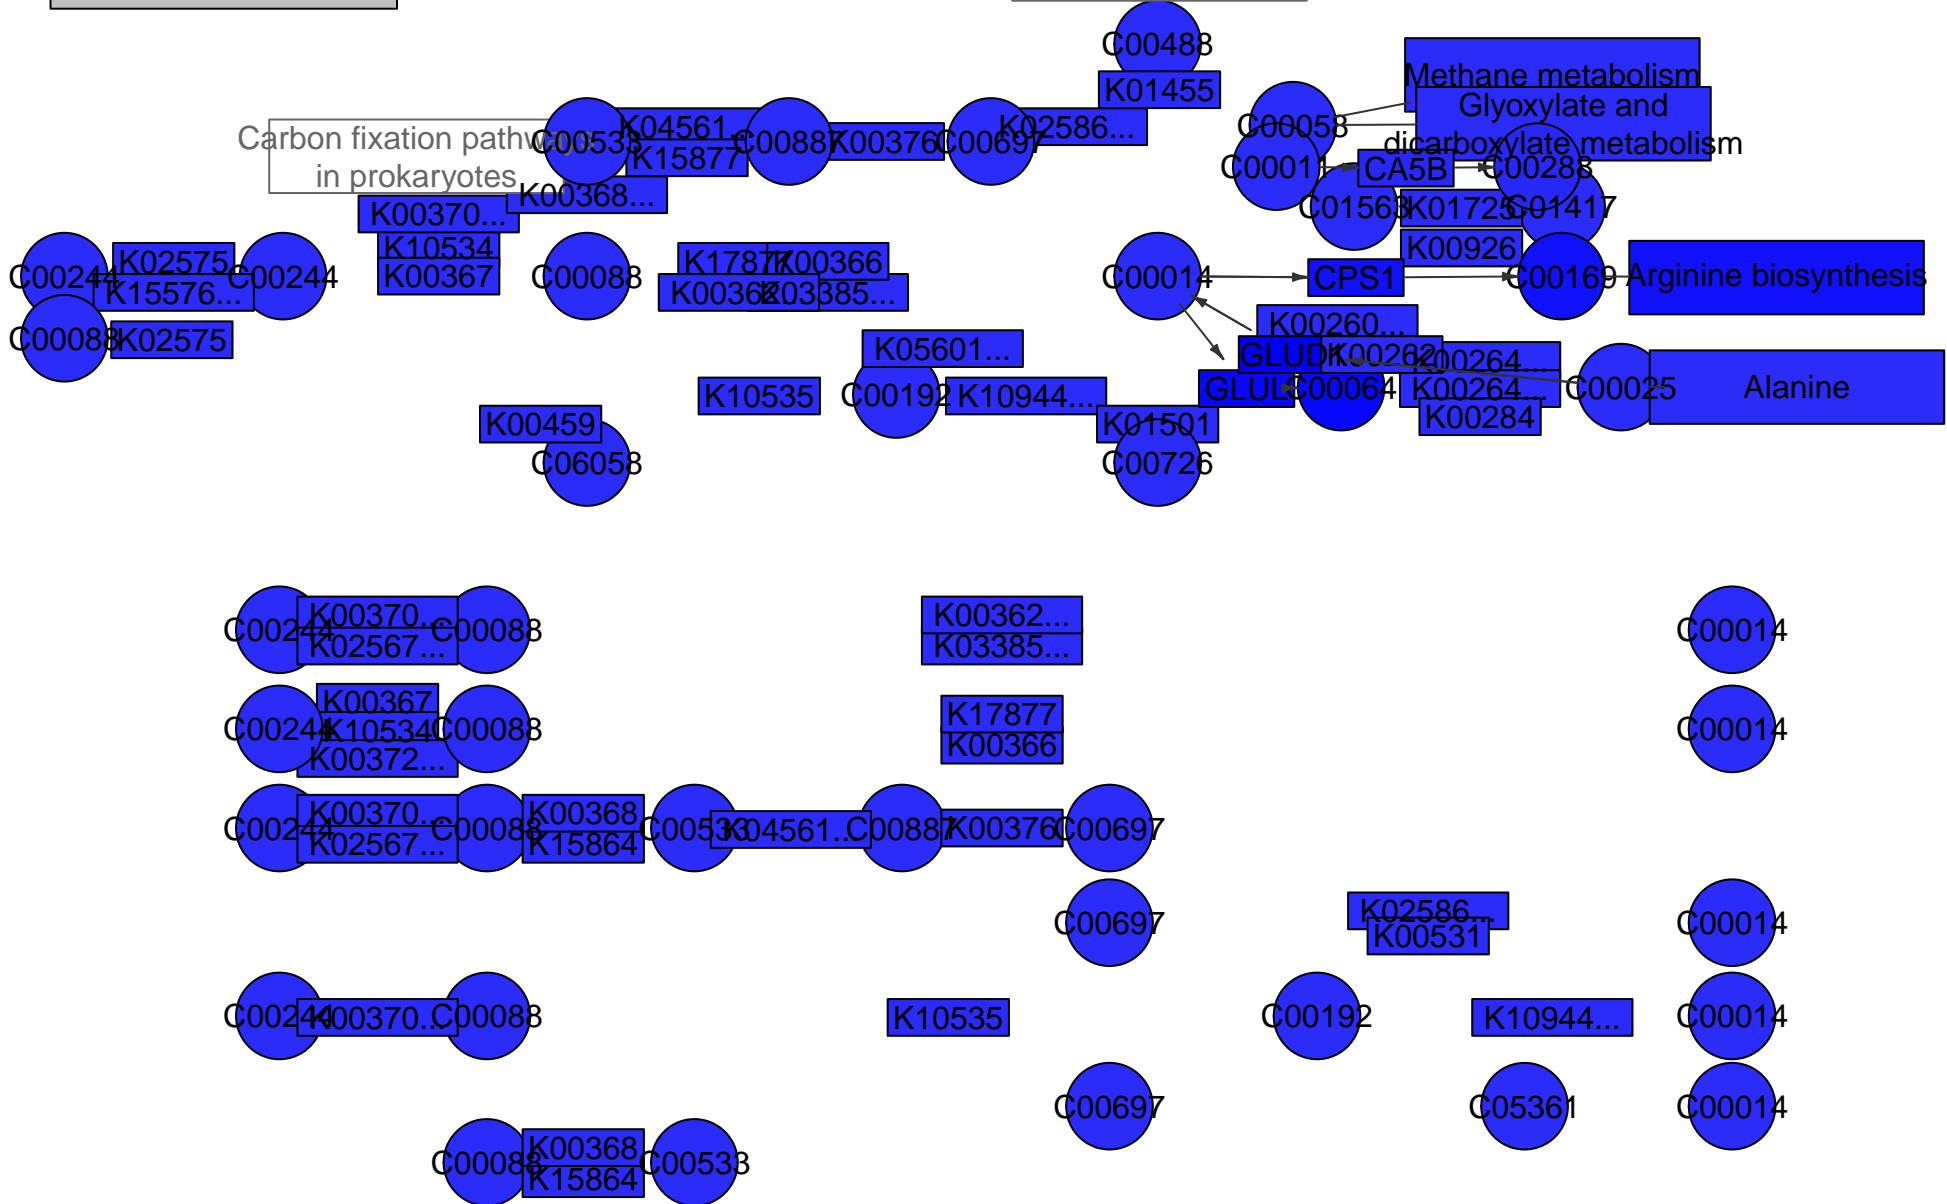 C00488
K01455
Methane metabolism
Glyoxylate and
dicarboxylate metabolism
C00058
Carbon fixation pathways
in prokaryotes
C00533
K04561...
K15877
C00887
K00376
C00697
K02586...
C00011
CA5B
C00288
K00368...
K00370...
C01563
K01725
C01417
K10534
K00367
K00926
C00244
K02575
K15576...
C00244
C00088
K17877
K00366
K00362...
K03385...
C00014
CPS1
C00169
Arginine biosynthesis
C00088
K02575
K05601...
K00260...
GLUD1
K00262
K00264...
K10535
C00192
K10944...
GLUL
C00064
K00264...
C00025
Alanine
K00284
K00459
K01501
C06058
C00726
C00244
K00370...
K02567...
C00088
K00362...
K03385...
C00014
C00244
K00367
K10534
K00372...
C00088
K17877
K00366
C00014
C00244
K00370...
K02567...
C00088
K00368
K15864
C00533
K04561...
C00887
K00376
C00697
C00697
K02586...
K00531
C00014
C00244
K00370...
C00088
K10535
C00192
K10944...
C00014
C00697
C05361
C00014
C00088
K00368
K15864
C00533